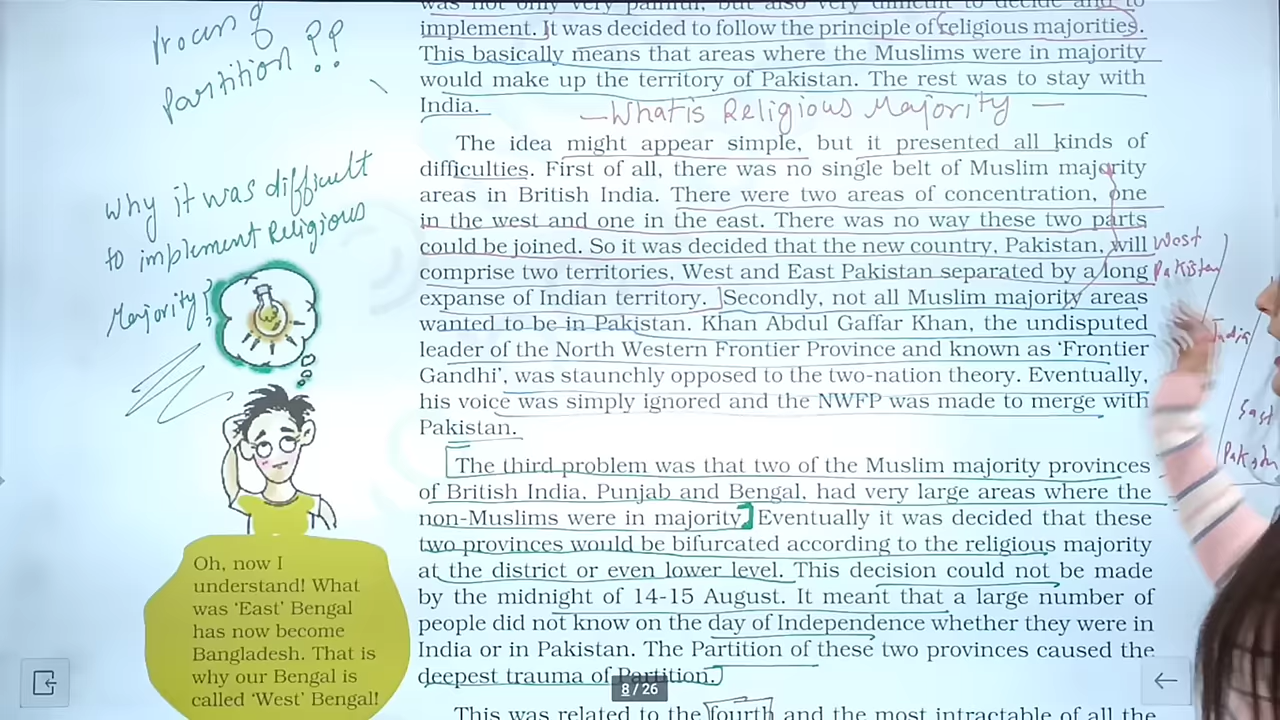 was not only very painful, but also very difficult to decide and to
implement. It was decided to follow the principle of religious majorities.
This basically means that areas where the Muslims were in majority
would make up the territory of Pakistan. The rest was to stay with
India.
-What is Religious Majority -
The idea might appear simple, but it presented all kinds of
difficulties. First of all, there was no single belt of Muslim majority
areas in British India. There were two areas of concentration, one
in the west and one in the east. There was no way these two parts
could be joined. So it was decided that the new country, Pakistan, will
comprise two territories, West and East Pakistan separated by a long
expanse of Indian territory. Secondly, not all Muslim majority areas
wanted to be in Pakistan. Khan Abdul Gaffar Khan, the undisputed
leader of the North Western Frontier Province and known as ‘Frontier
Gandhi’, was staunchly opposed to the two-nation theory. Eventually,
his voice was simply ignored and the NWFP was made to merge with
Pakistan.
The third problem was that two of the Muslim majority provinces
of British India, Punjab and Bengal, had very large areas where the
non-Muslims were in majority. Eventually it was decided that these
two provinces would be bifurcated according to the religious majority
at the district or even lower level. This decision could not be made
by the midnight of 14-15 August. It meant that a large number of
people did not know on the day of Independence whether they were in
India or in Pakistan. The Partition of these two provinces caused the
deepest trauma of Partition.
This was related to the fourth and the most intractable of all the
Process of
Partition??
Why it was difficult
to implement Religious
Majority?
Oh, now I
understand! What
was ‘East’ Bengal
has now become
Bangladesh. That is
why our Bengal is
called ‘West’ Bengal!
West
Pakistan
India
East
Pakistan
8 / 26